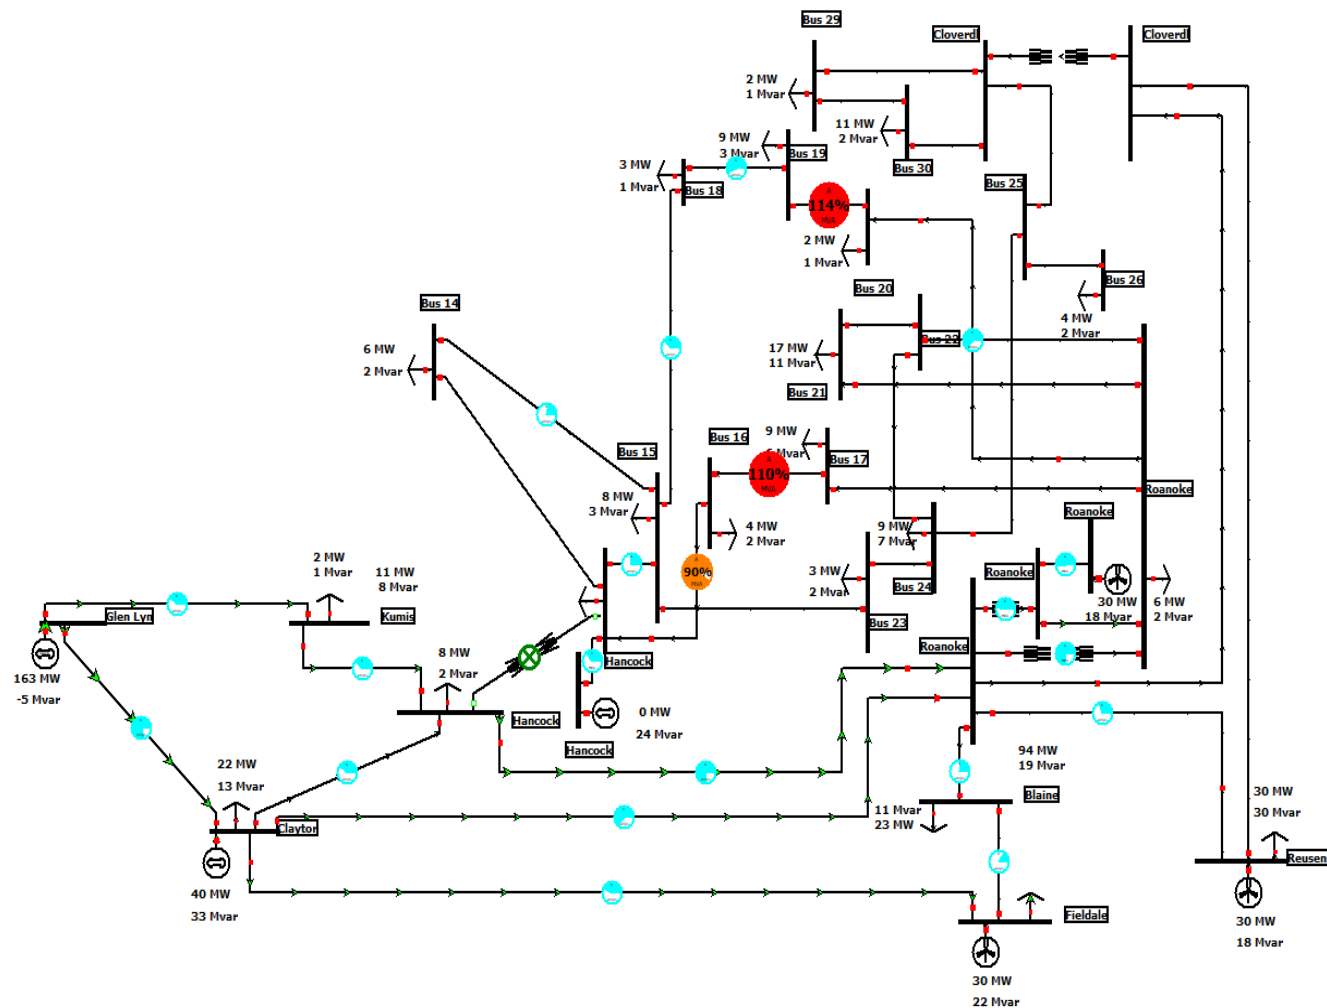 Bus 29
Cloverdl
Cloverdl
2 MW
1 Mvar
11 MW
2 Mvar
9 MW
3 Mvar
Bus 19
Bus 30
3 MW
1 Mvar
Bus 18
Bus 25
A
114%
MVA
2 MW
1 Mvar
Bus 26
Bus 20
Bus 14
4 MW
2 Mvar
Bus 22
6 MW
2 Mvar
17 MW
11 Mvar
Bus 21
Bus 16
9 MW
Mvar
Bus 15
Bus 17
A
110%
MVA
Roanoke
8 MW
3 Mvar
Roanoke
4 MW
2 Mvar
9 MW
7 Mvar
2 MW
1 Mvar
11 MW
8 Mvar
A
90%
MVA
3 MW
2 Mvar
Bus 24
Roanoke
30 MW
18 Mvar
6 MW
2 Mvar
Glen Lyn
Kumis
Bus 23
Roanoke
163 MW
-5 Mvar
8 MW
2 Mvar
Hancock
Hancock
0 MW
24 Mvar
Hancock
94 MW
19 Mvar
22 MW
13 Mvar
Blaine
11 Mvar
23 MW
30 MW
30 Mvar
Claytor
Reusen
40 MW
33 Mvar
Fieldale
30 MW
18 Mvar
30 MW
22 Mvar